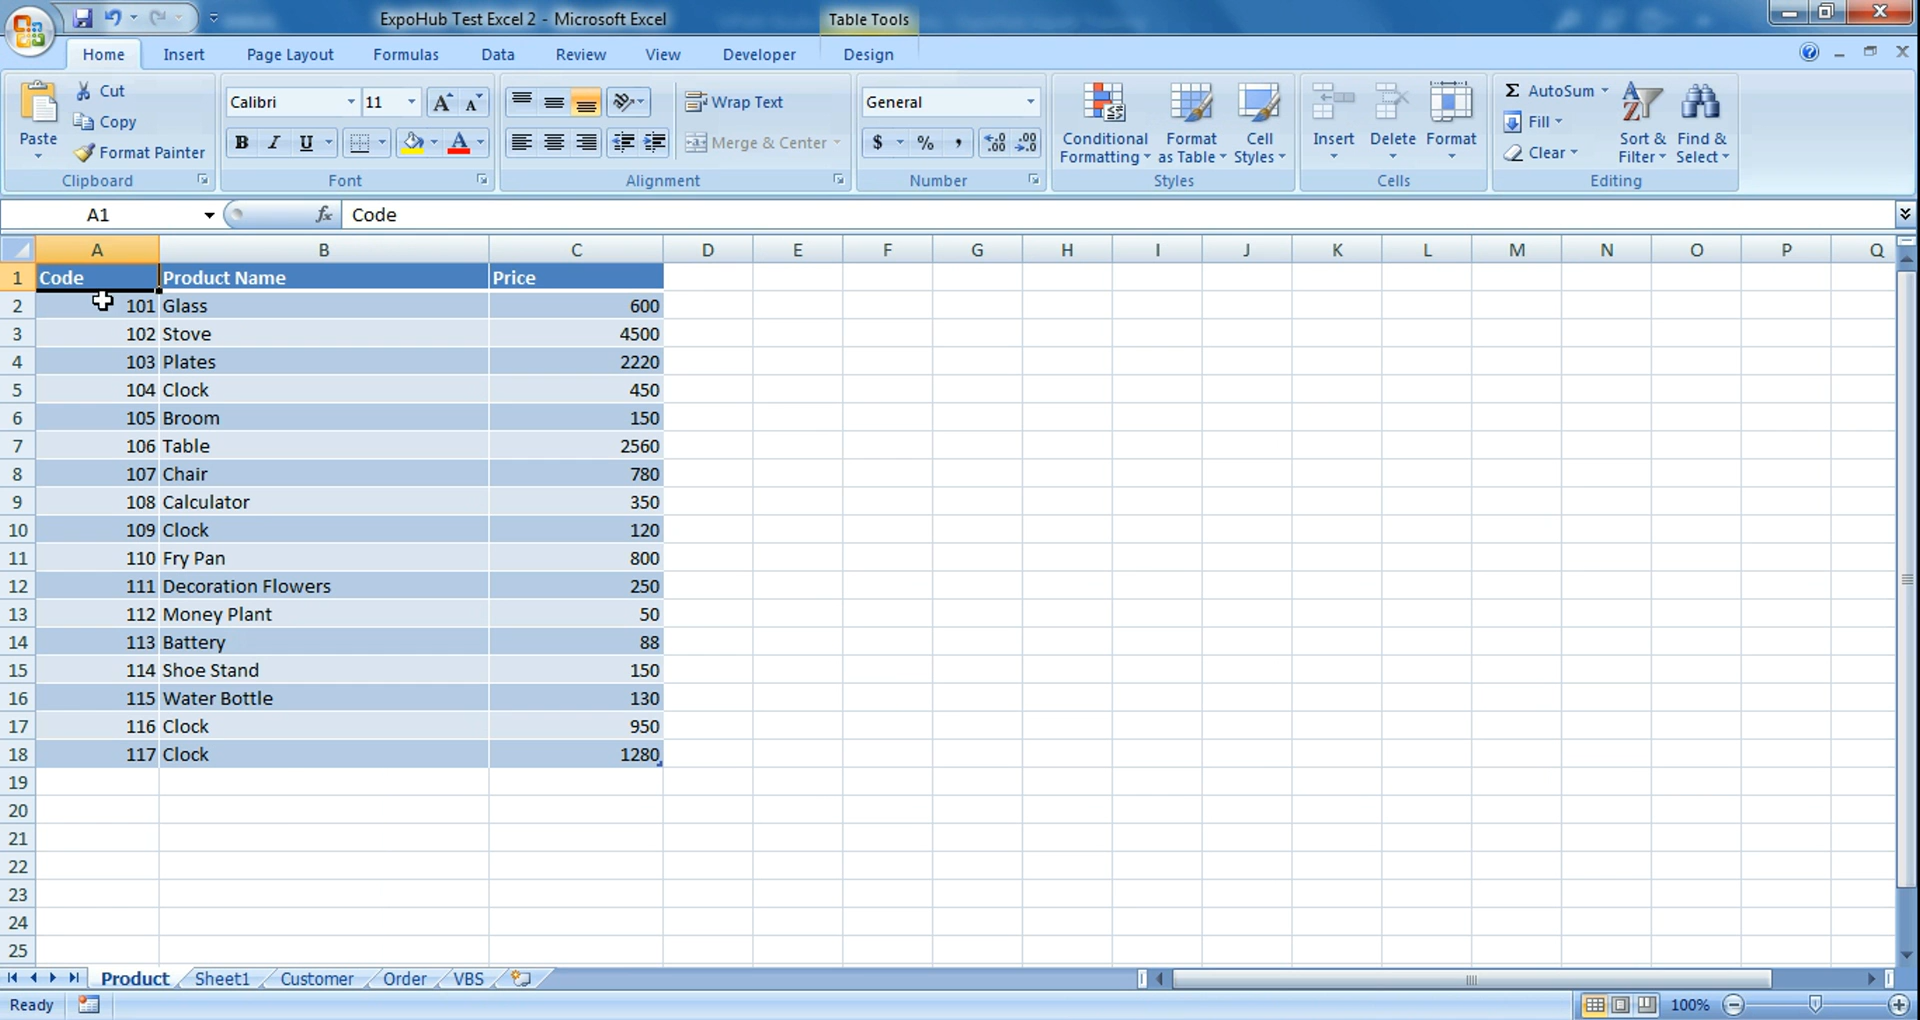 ExpoHub Test Excel 2 - Microsoft Excel
Table Tools
Home Insert Page Layout Formulas Data Review View Developer Design
Paste
Cut
Copy
Format Painter
Clipboard
Calibri 11 A A
B I U A
Font
Wrap Text
Merge & Center
Alignment
General
$ % , .0 .00 .00 .0
Number
Conditional Formatting
Format as Table
Cell Styles
Styles
Insert Delete Format
Cells
Σ AutoSum
Fill
Clear
Sort & Filter
Find & Select
Editing
A1 fx Code
A B C D E F G H I J K L M N O P Q
1 Code Product Name Price
2 101 Glass 600
3 102 Stove 4500
4 103 Plates 2220
5 104 Clock 450
6 105 Broom 150
7 106 Table 2560
8 107 Chair 780
9 108 Calculator 350
10 109 Clock 120
11 110 Fry Pan 800
12 111 Decoration Flowers 250
13 112 Money Plant 50
14 113 Battery 88
15 114 Shoe Stand 150
16 115 Water Bottle 130
17 116 Clock 950
18 117 Clock 1280
19
20
21
22
23
24
25
Product Sheet1 Customer Order VBS
Ready 100%